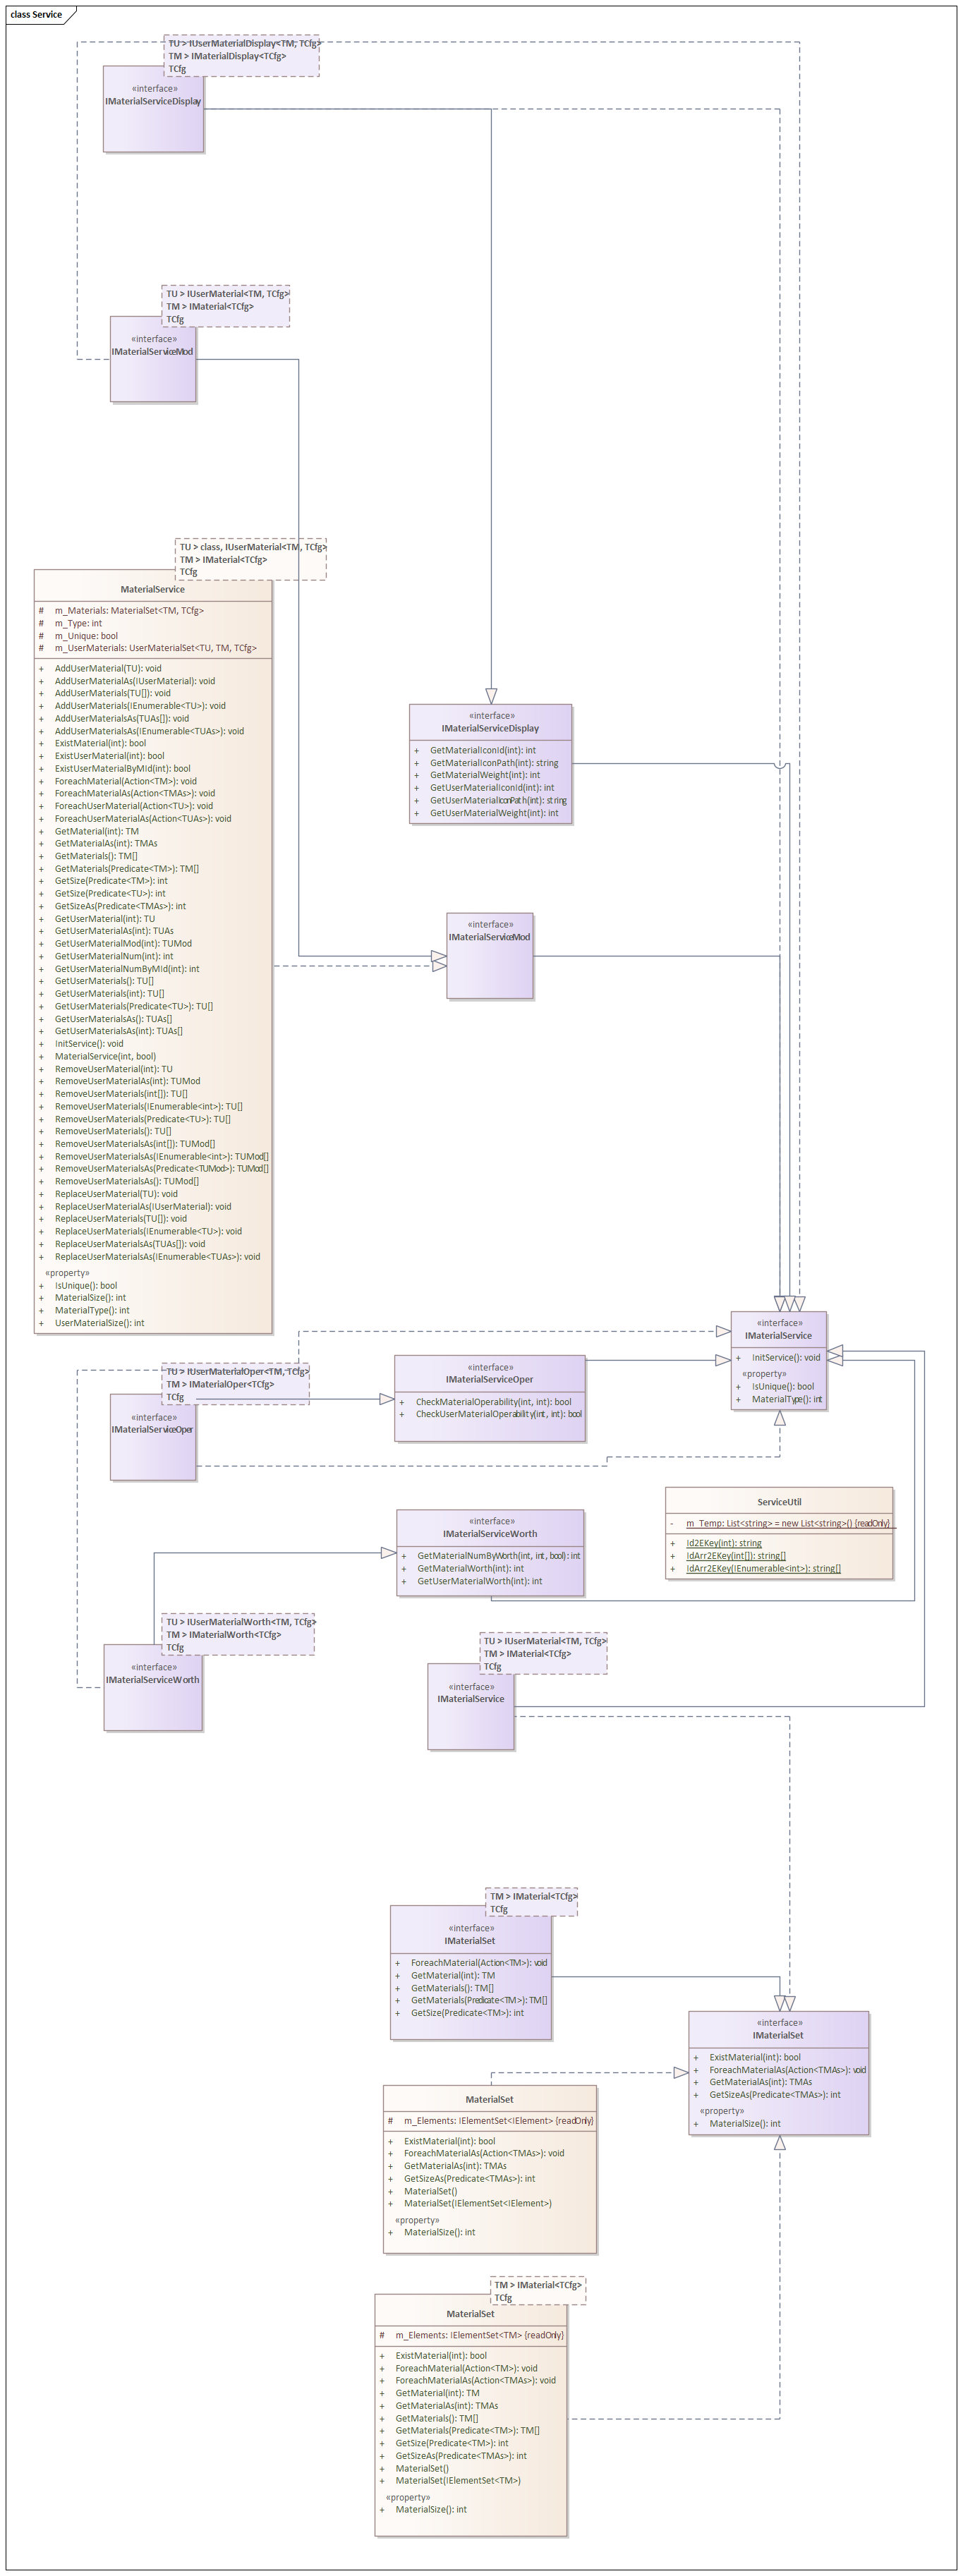 class Service
TU > IUserMaterialDisplay<TM, TCfg>
TM > IMaterialDisplay<TCfg>
TCfg
«interface»
IMaterialServiceDisplay
TU > IUserMaterial<TM, TCfg>
TM > IMaterial<TCfg>
TCfg
«interface»
IMaterialServiceMod
TU > class, IUserMaterial<TM, TCfg>
TM > IMaterial<TCfg>
TCfg
MaterialService
# m_Materials: MaterialSet<TM, TCfg>
# m_Type: int
# m_Unique: bool
# m_UserMaterials: UserMaterialSet<TU, TM, TCfg>
+ AddUserMaterial(TU): void
+ AddUserMaterialAs(IUserMaterial): void
+ AddUserMaterials(TU[]): void
+ AddUserMaterials(IEnumerable<TU>): void
+ AddUserMaterialsAs(TUAs[]): void
+ AddUserMaterialsAs(IEnumerable<TUAs>): void
+ ExistMaterial(int): bool
+ ExistUserMaterial(int): bool
+ ExistUserMaterialByMId(int): bool
+ ForeachMaterial(Action<TM>): void
+ ForeachMaterialAs(Action<TMAs>): void
+ ForeachUserMaterial(Action<TU>): void
+ ForeachUserMaterialAs(Action<TUAs>): void
+ GetMaterial(int): TM
+ GetMaterialAs(int): TMAs
+ GetMaterials(): TM[]
+ GetMaterials(Predicate<TM>): TM[]
+ GetSize(Predicate<TM>): int
+ GetSize(Predicate<TU>): int
+ GetSizeAs(Predicate<TMAs>): int
+ GetUserMaterial(int): TU
+ GetUserMaterialAs(int): TUAs
+ GetUserMaterialMod(int): TUMod
+ GetUserMaterialNum(int): int
+ GetUserMaterialNumByMId(int): int
+ GetUserMaterials(): TU[]
+ GetUserMaterials(int): TU[]
+ GetUserMaterials(Predicate<TU>): TU[]
+ GetUserMaterialsAs(): TUAs[]
+ GetUserMaterialsAs(int): TUAs[]
+ InitService(): void
+ MaterialService(int, bool)
+ RemoveUserMaterial(int): TU
+ RemoveUserMaterialAs(int): TUMod
+ RemoveUserMaterials(int[]): TU[]
+ RemoveUserMaterials(IEnumerable<int>): TU[]
+ RemoveUserMaterials(Predicate<TU>): TU[]
+ RemoveUserMaterials(): TU[]
+ RemoveUserMaterialsAs(int[]): TUMod[]
+ RemoveUserMaterialsAs(IEnumerable<int>): TUMod[]
+ RemoveUserMaterialsAs(Predicate<TUMod>): TUMod[]
+ RemoveUserMaterialsAs(): TUMod[]
+ ReplaceUserMaterial(TU): void
+ ReplaceUserMaterialAs(IUserMaterial): void
+ ReplaceUserMaterials(TU[]): void
+ ReplaceUserMaterials(IEnumerable<TU>): void
+ ReplaceUserMaterialsAs(TUAs[]): void
+ ReplaceUserMaterialsAs(IEnumerable<TUAs>): void
«property»
+ IsUnique(): bool
+ MaterialSize(): int
+ MaterialType(): int
+ UserMaterialSize(): int
«interface»
IMaterialServiceDisplay
+ GetMaterialIconId(int): int
+ GetMaterialIconPath(int): string
+ GetMaterialWeight(int): int
+ GetUserMaterialIconId(int): int
+ GetUserMaterialIconPath(int): string
+ GetUserMaterialWeight(int): int
«interface»
IMaterialServiceMod
«interface»
IMaterialService
+ InitService(): void
«property»
+ IsUnique(): bool
+ MaterialType(): int
TU > IUserMaterialOper<TM, TCfg>
TM > IMaterialOper<TCfg>
TCfg
«interface»
IMaterialServiceOper
«interface»
IMaterialServiceOper
+ CheckMaterialOperability(int, int): bool
+ CheckUserMaterialOperability(int, int): bool
ServiceUtil
- m_Temp: List<string> = new List<string>() {readOnly}
+ Id2EKey(int): string
+ IdArr2EKey(int[]): string[]
+ IdArr2EKey(IEnumerable<int>): string[]
«interface»
IMaterialServiceWorth
+ GetMaterialNumByWorth(int, int, bool): int
+ GetMaterialWorth(int): int
+ GetUserMaterialWorth(int): int
TU > IUserMaterialWorth<TM, TCfg>
TM > IMaterialWorth<TCfg>
TCfg
«interface»
IMaterialServiceWorth
TU > IUserMaterial<TM, TCfg>
TM > IMaterial<TCfg>
TCfg
«interface»
IMaterialService
TM > IMaterial<TCfg>
TCfg
«interface»
IMaterialSet
+ ForeachMaterial(Action<TM>): void
+ GetMaterial(int): TM
+ GetMaterials(): TM[]
+ GetMaterials(Predicate<TM>): TM[]
+ GetSize(Predicate<TM>): int
«interface»
IMaterialSet
+ ExistMaterial(int): bool
+ ForeachMaterialAs(Action<TMAs>): void
+ GetMaterialAs(int): TMAs
+ GetSizeAs(Predicate<TMAs>): int
«property»
+ MaterialSize(): int
MaterialSet
# m_Elements: IElementSet<IElement> {readOnly}
+ ExistMaterial(int): bool
+ ForeachMaterialAs(Action<TMAs>): void
+ GetMaterialAs(int): TMAs
+ GetSizeAs(Predicate<TMAs>): int
+ MaterialSet()
+ MaterialSet(IElementSet<IElement>)
«property»
+ MaterialSize(): int
TM > IMaterial<TCfg>
TCfg
MaterialSet
# m_Elements: IElementSet<TM> {readOnly}
+ ExistMaterial(int): bool
+ ForeachMaterial(Action<TM>): void
+ ForeachMaterialAs(Action<TMAs>): void
+ GetMaterial(int): TM
+ GetMaterialAs(int): TMAs
+ GetMaterials(): TM[]
+ GetMaterials(Predicate<TM>): TM[]
+ GetSize(Predicate<TM>): int
+ GetSizeAs(Predicate<TMAs>): int
+ MaterialSet()
+ MaterialSet(IElementSet<TM>)
«property»
+ MaterialSize(): int